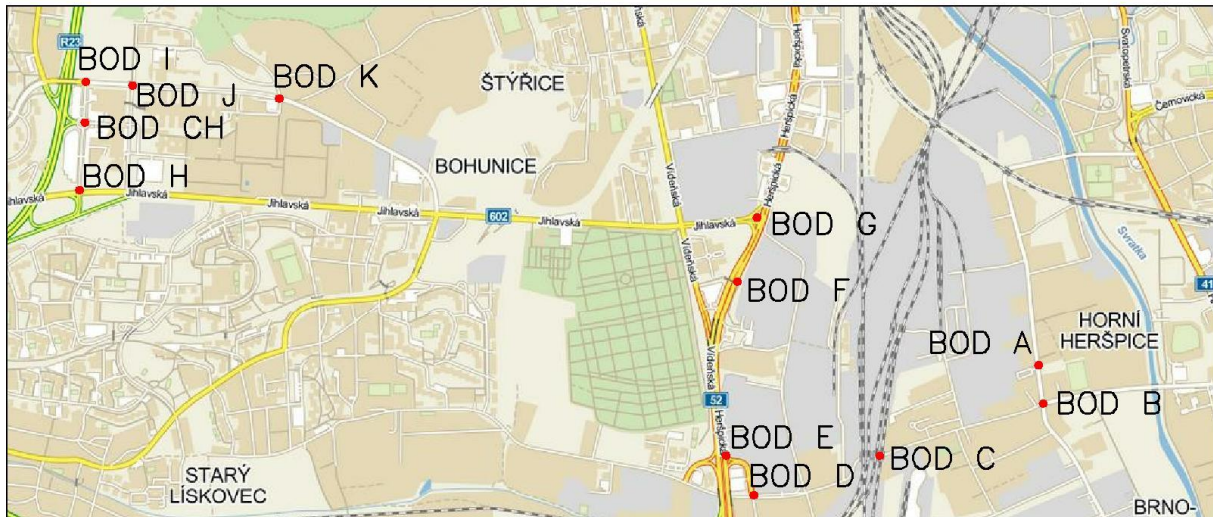 R23
BOD I
BOD J
BOD K
BOD CH
BOD H
ŠTÝŘICE
BOHUNICE
Jihlavská
Jihlavská
Jihlavská
Jihlavská
602
Jihlavská
Jihlavská
Vídeňská
Vídeňská
Vídeňská
Heršpická
Heršpická
Heršpická
Heršpická
BOD G
BOD F
52
BOD E
BOD D
BOD C
Svatopetrská
Černovická
Svratka
41
HORNÍ
HERŠPICE
BOD A
BOD B
STARÝ
LÍSKOVEC
BRNO-